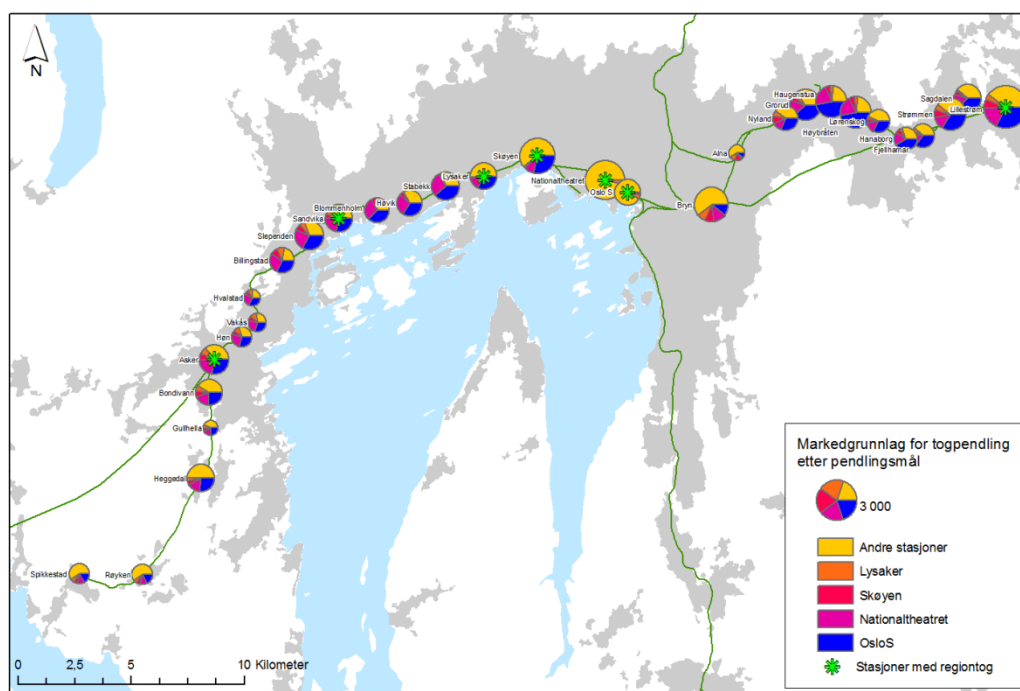 N
Haugenstua
Sagdalen
Grorud
Lillestrøm
Nyland
Lørenskog
Strømmen
Høybråten
Hanaborg
Fjellhamar
Alna
Skøyen
Lysaker
Nationaltheatret
Stabekk
Oslo S
Bryn
Blommenholm
Høvik
Sandvika
Slependen
Billingstad
Hvalstad
Vakås
Høn
Asker
Bondivann
Gullhella
Heggedal
Spikkestad
Røyken
0 2,5 5 10 Kilometer
Markedgrunnlag for togpendling
etter pendlingsmål
3 000
Andre stasjoner
Lysaker
Skøyen
Nationaltheatret
OsloS
Stasjoner med regiontog